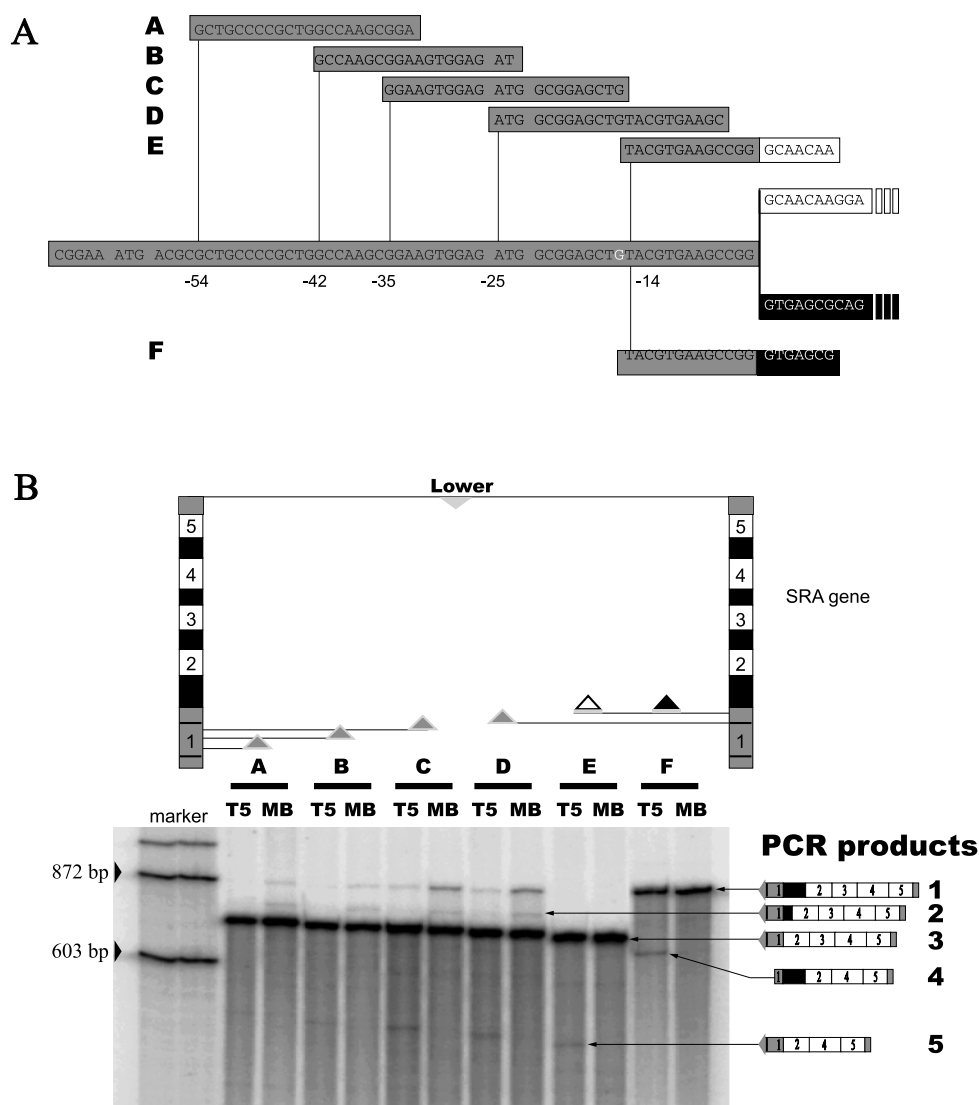 A
A GCTGCCCCGCTGGCCAAGCGGA
B GCCAAGCGGAAGTGGAG AT
C GGAAGTGGAG ATG GCGGAGCTG
D ATG GCGGAGCTGTACGTGAAGC
E TACGTGAAGCCGG GCAACAA
GCAACAAGGA
CGGAA ATG ACGCGCTGCCCCGCTGGCCAAGCGGAAGTGGAG ATG GCGGAGCTGTACGTGAAGCCGG
-54 -42 -35 -25 -14
GTGAGCGCAG
F TACGTGAAGCCGG GTGAGCG
B
Lower
5 5
4 4
SRA gene
3 3
2 2
1 1
A B C D E F
marker T5 MB T5 MB T5 MB T5 MB T5 MB T5 MB
PCR products
872 bp
1 2 3 4 5 1
1 2 3 4 5 2
1 2 3 4 5 3
603 bp
1 2 4 5 4
1 2 4 5 5